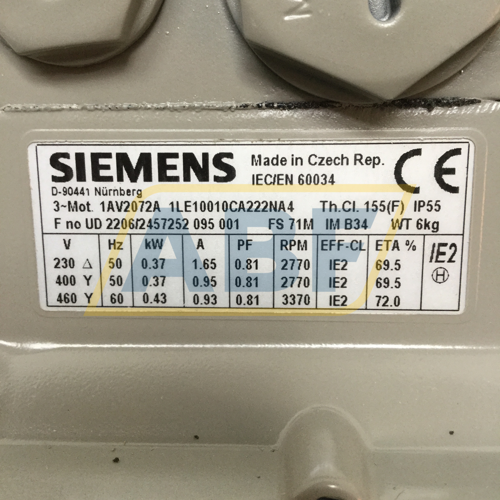 SIEMENS
Made in Czech Rep.
D-90441 Nürnberg
IEC/EN 60034
CE
3~Mot. 1AV2072A 1LE10010CA222NA4 Th.Cl. 155(F) IP55
F no UD 2206/2457252 095 001 FS 71M IM B34 WT 6kg
V Hz kW A PF RPM EFF-CL ETA %
230 Δ 50 0.37 1.65 0.81 2770 IE2 69.5
400 Y 50 0.37 0.95 0.81 2770 IE2 69.5
460 Y 60 0.43 0.93 0.81 3370 IE2 72.0
IE2
H
ABF